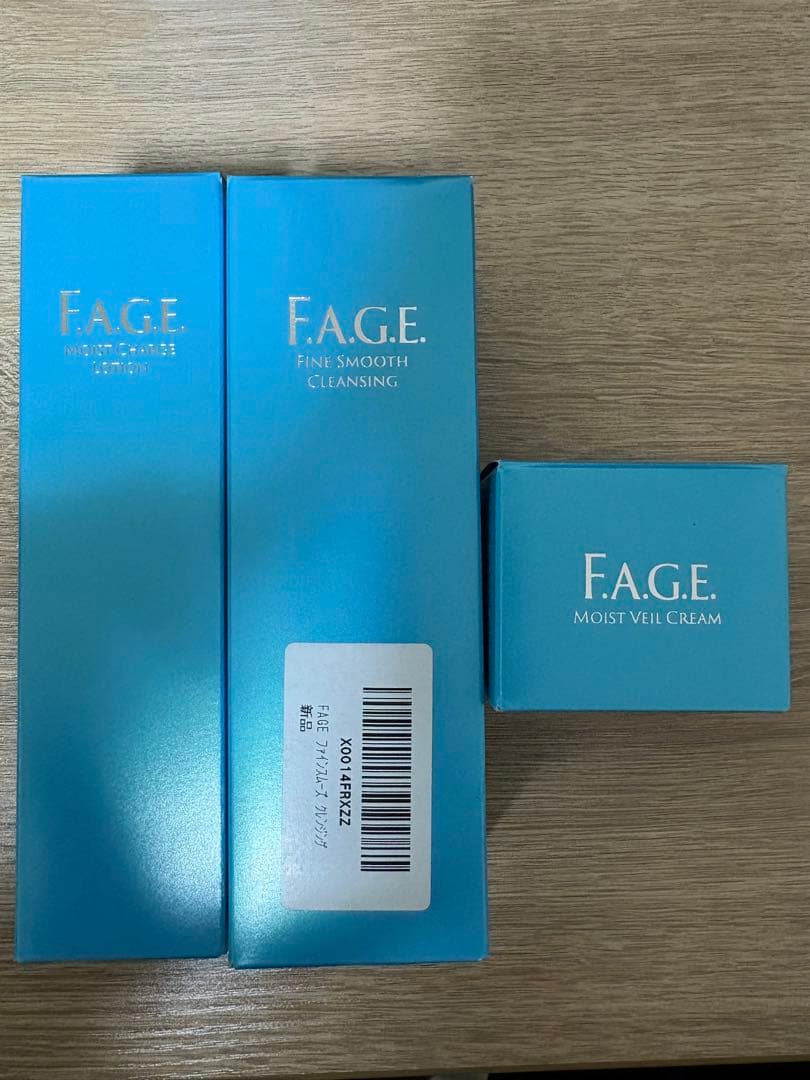 F.A.G.E.
MOIST CHARGE
LOTION
F.A.G.E.
FINE SMOOTH
CLEANSING
X0014FRXZZ
FAGE ファインスムーズ クレンジング
新品
F.A.G.E.
MOIST VEIL CREAM